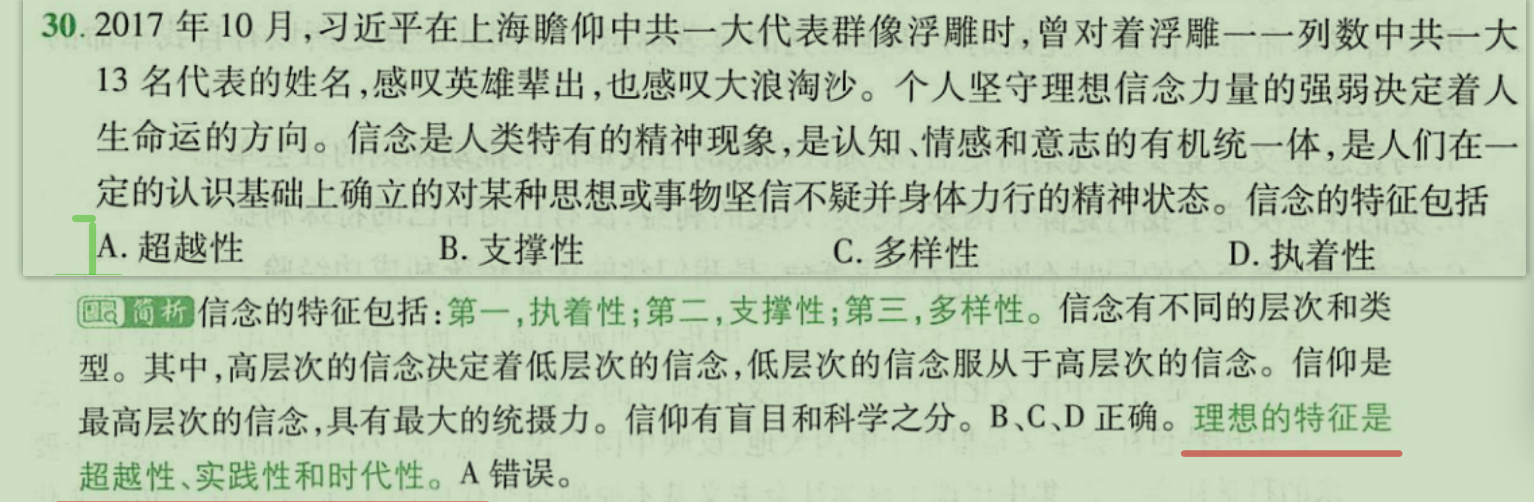 30. 2017 年 10 月,习近平在上海瞻仰中共一大代表群像浮雕时,曾对着浮雕一一列数中共一大
13 名代表的姓名,感叹英雄辈出,也感叹大浪淘沙。个人坚守理想信念力量的强弱决定着人
生命运的方向。信念是人类特有的精神现象,是认知、情感和意志的有机统一体,是人们在一
定的认识基础上确立的对某种思想或事物坚信不疑并身体力行的精神状态。信念的特征包括
A. 超越性 B. 支撑性 C. 多样性 D. 执着性
简析 信念的特征包括:第一,执着性;第二,支撑性;第三,多样性。信念有不同的层次和类
型。其中,高层次的信念决定着低层次的信念,低层次的信念服从于高层次的信念。信仰是
最高层次的信念,具有最大的统摄力。信仰有盲目和科学之分。B、C、D 正确。理想的特征是
超越性、实践性和时代性。A 错误。